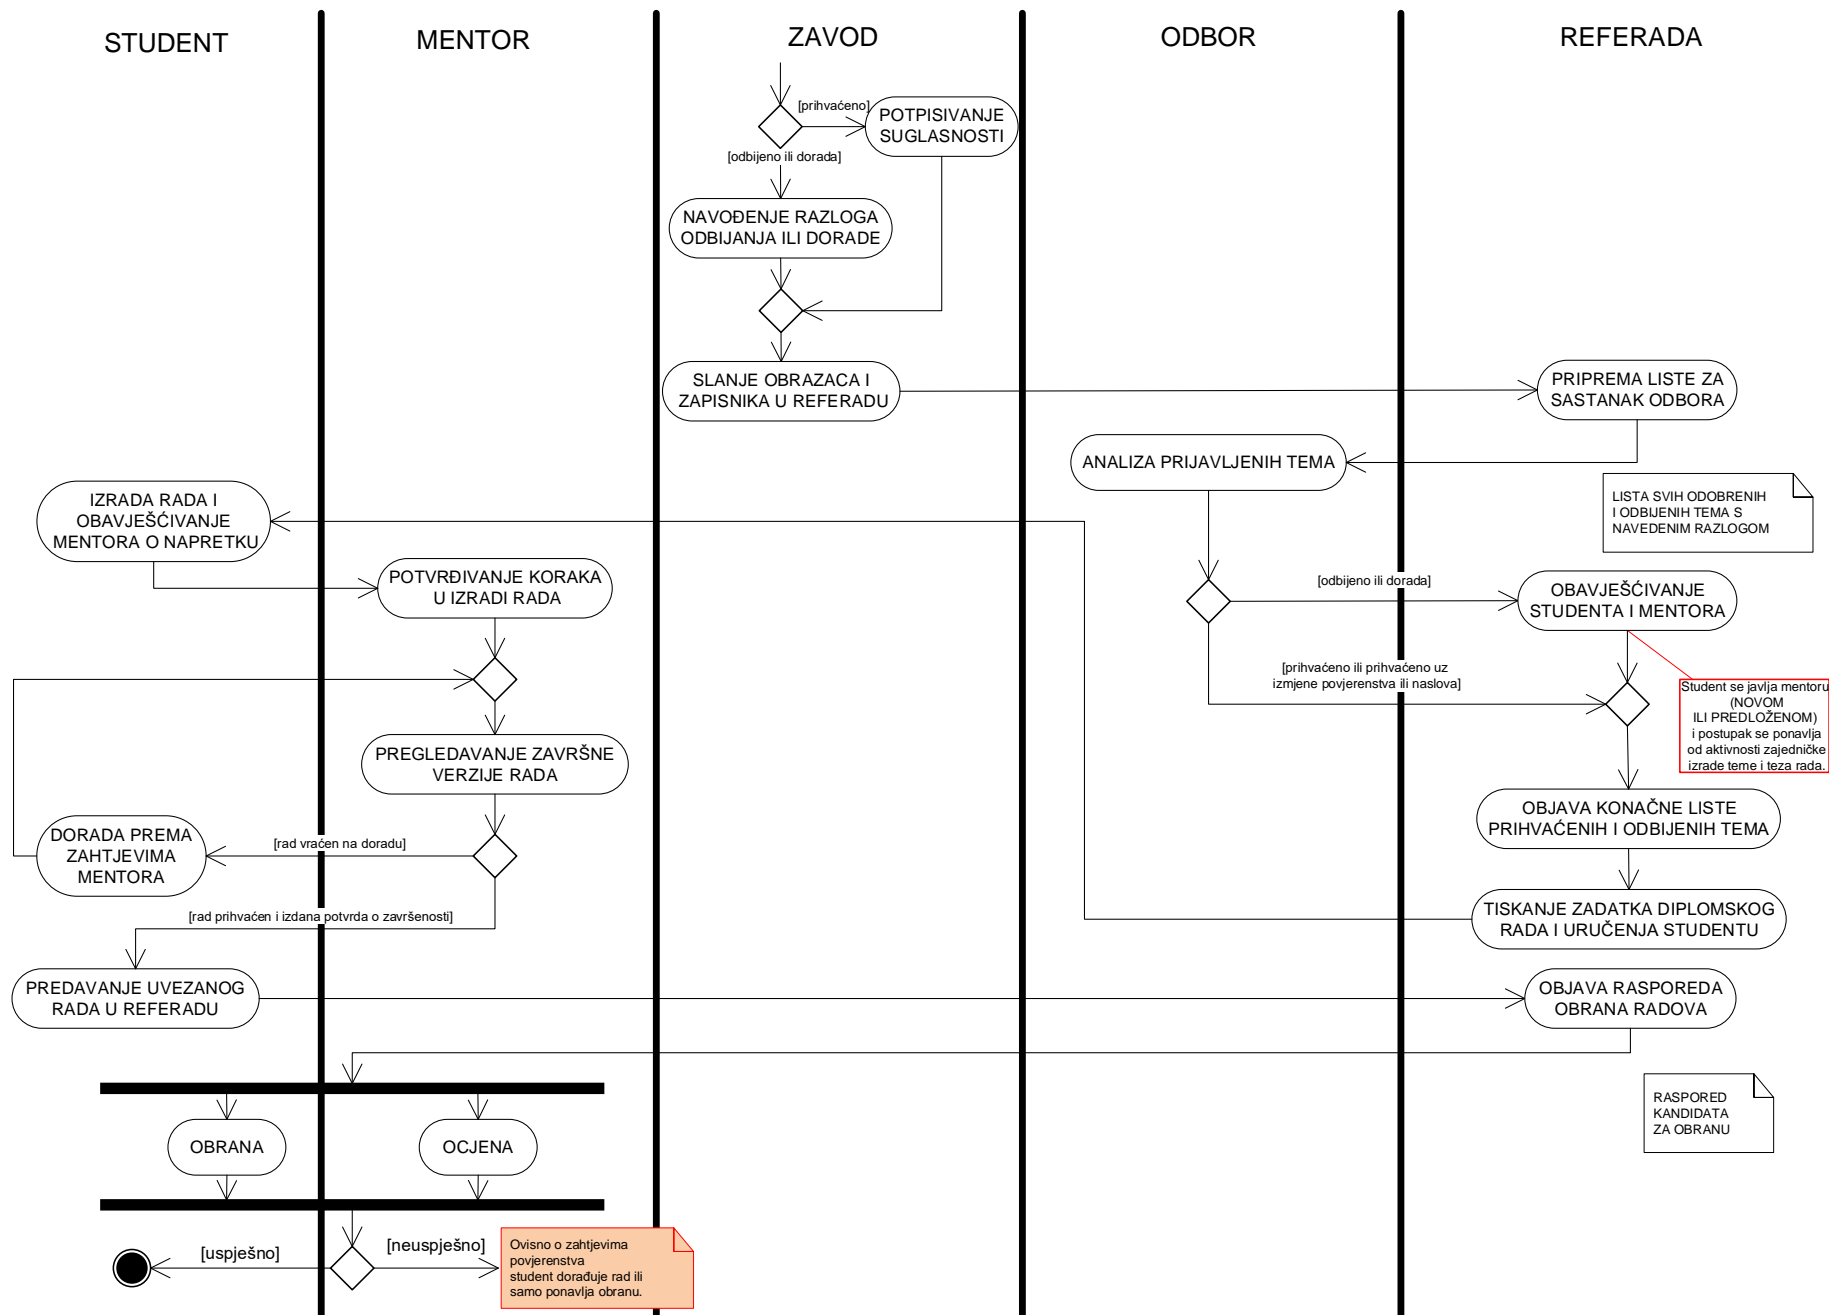 STUDENT
MENTOR
ZAVOD
ODBOR
REFERADA
[prihvaćeno]
POTPISIVANJE
SUGLASNOSTI
[odbijeno ili dorada]
NAVOĐENJE RAZLOGA
ODBIJANJA ILI DORADE
SLANJE OBRAZACA I
ZAPISNIKA U REFERADU
PRIPREMA LISTE ZA
SASTANAK ODBORA
ANALIZA PRIJAVLJENIH TEMA
LISTA SVIH ODOBRENIH
I ODBIJENIH TEMA S
NAVEDENIM RAZLOGOM
IZRADA RADA I
OBAVJEŠĆIVANJE
MENTORA O NAPRETKU
POTVRĐIVANJE KORAKA
U IZRADI RADA
[odbijeno ili dorada]
OBAVJEŠĆIVANJE
STUDENTA I MENTORA
[prihvaćeno ili prihvaćeno uz
izmjene povjerenstva ili naslova]
Student se javlja mentoru
(NOVOM
ILI PREDLOŽENOM)
i postupak se ponavlja
od aktivnosti zajedničke
izrade teme i teza rada.
PREGLEDAVANJE ZAVRŠNE
VERZIJE RADA
OBJAVA KONAČNE LISTE
PRIHVAĆENIH I ODBIJENIH TEMA
DORADA PREMA
ZAHTJEVIMA
MENTORA
[rad vraćen na doradu]
[rad prihvaćen i izdana potvrda o završenosti]
TISKANJE ZADATKA DIPLOMSKOG
RADA I URUČENJA STUDENTU
PREDAVANJE UVEZANOG
RADA U REFERADU
OBJAVA RASPOREDA
OBRANA RADOVA
RASPORED
KANDIDATA
ZA OBRANU
OBRANA
OCJENA
[uspješno]
[neuspješno]
Ovisno o zahtjevima
povjerenstva
student dorađuje rad ili
samo ponavlja obranu.